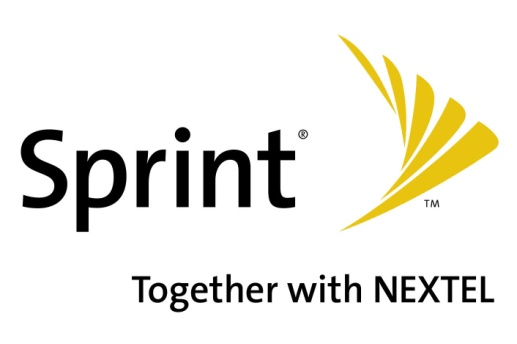 Sprint®
™
Together with NEXTEL